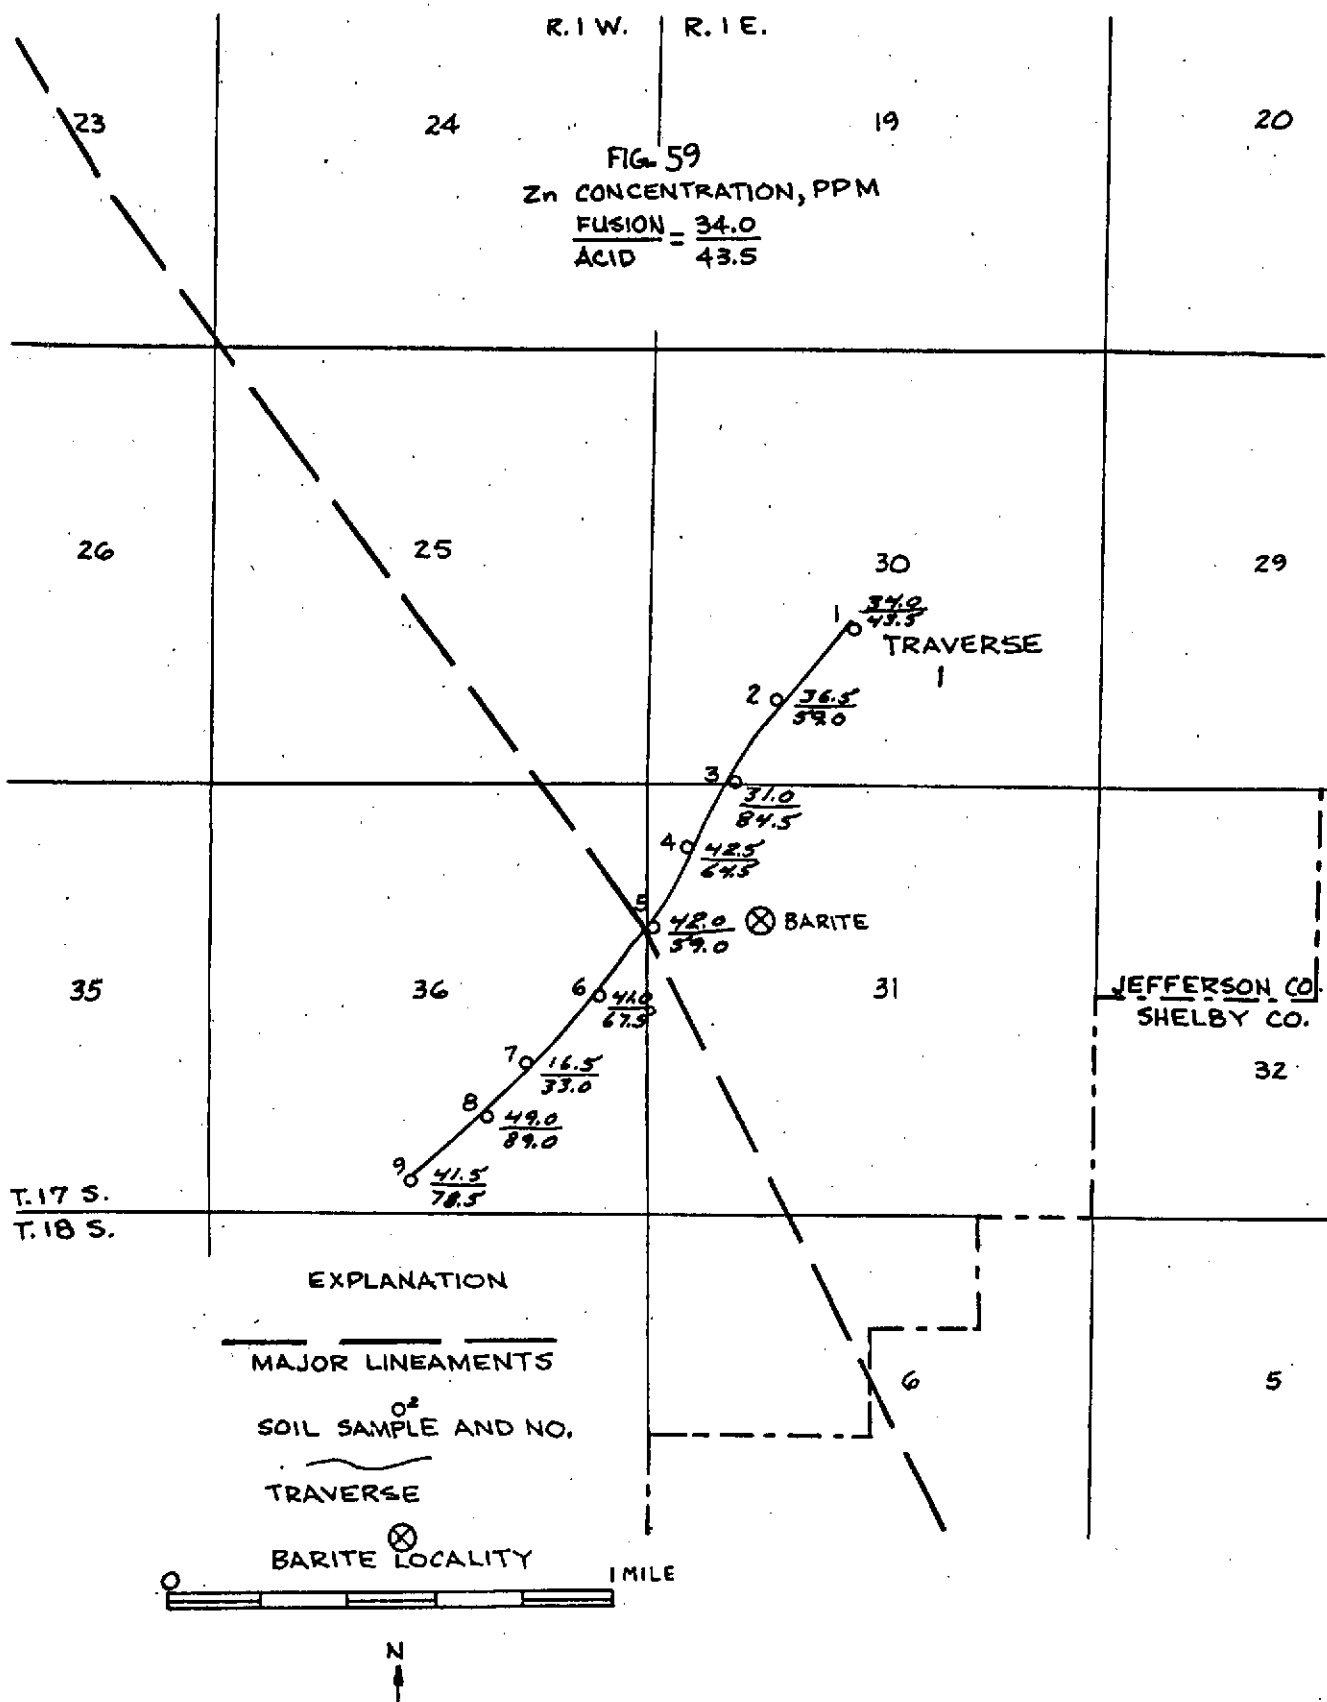 R. 1 W. R. 1 E.
23 24 19 20
FIG. 59
Zn CONCENTRATION, PPM
FUSION = 34.0
ACID 43.5
26 25 30 29
1 34.0
43.5
TRAVERSE
1
2 36.5
59.0
3
31.0
84.5
4 42.5
64.5
5
42.0 BARITE
59.0
35 36 31
JEFFERSON CO.
SHELBY CO.
6 41.0
67.5
7 16.5
33.0
32
8 49.0
89.0
9 41.5
78.5
T. 17 S.
T. 18 S.
EXPLANATION
MAJOR LINEAMENTS
2
SOIL SAMPLE AND NO.
6 5
TRAVERSE
BARITE LOCALITY
0 1 MILE
N